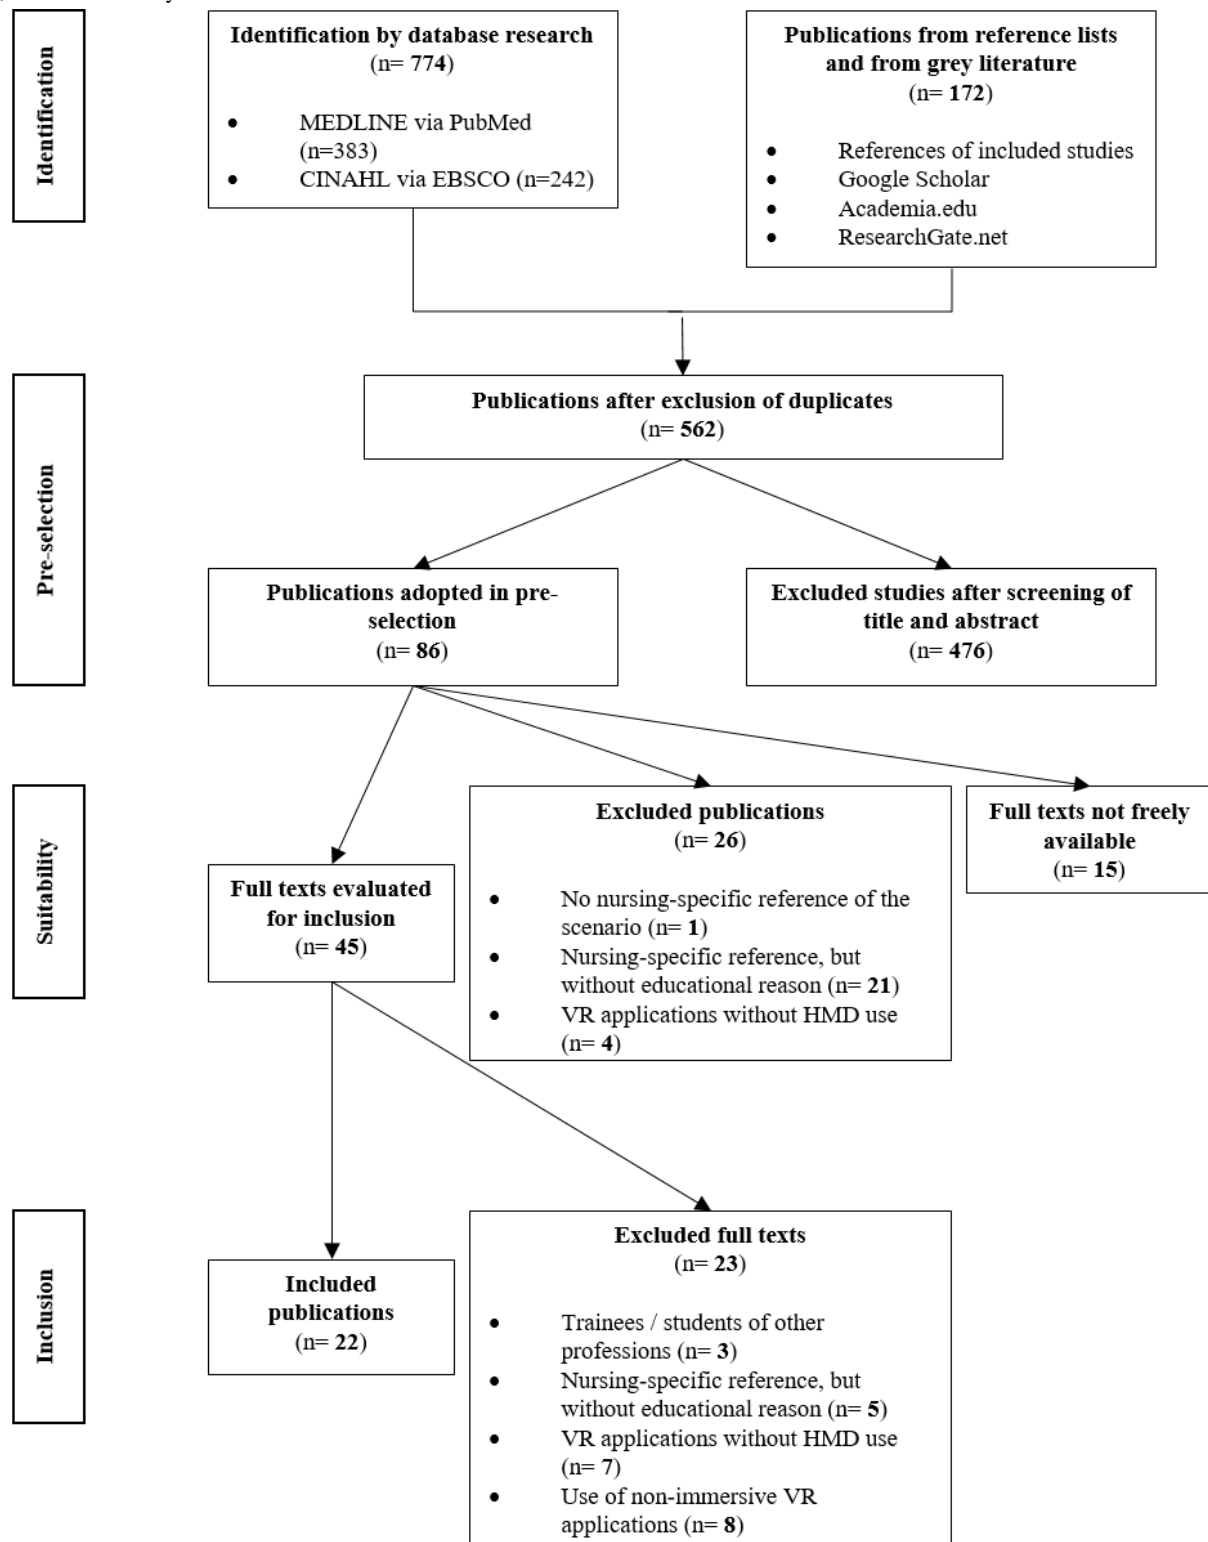 Identification
Identification by database research
(n= 774)
• MEDLINE via PubMed
(n=383)
• CINAHL via EBSCO (n=242)
Publications from reference lists
and from grey literature
(n= 172)
• References of included studies
• Google Scholar
• Academia.edu
• ResearchGate.net
Pre-selection
Publications after exclusion of duplicates
(n= 562)
Publications adopted in pre-
selection
(n= 86)
Excluded studies after screening of
title and abstract
(n= 476)
Suitability
Full texts evaluated
for inclusion
(n= 45)
Excluded publications
(n= 26)
• No nursing-specific reference of the
scenario (n= 1)
• Nursing-specific reference, but
without educational reason (n= 21)
• VR applications without HMD use
(n= 4)
Full texts not freely
available
(n= 15)
Inclusion
Included
publications
(n= 22)
Excluded full texts
(n= 23)
• Trainees / students of other
professions (n= 3)
• Nursing-specific reference, but
without educational reason (n= 5)
• VR applications without HMD use
(n= 7)
• Use of non-immersive VR
applications (n= 8)